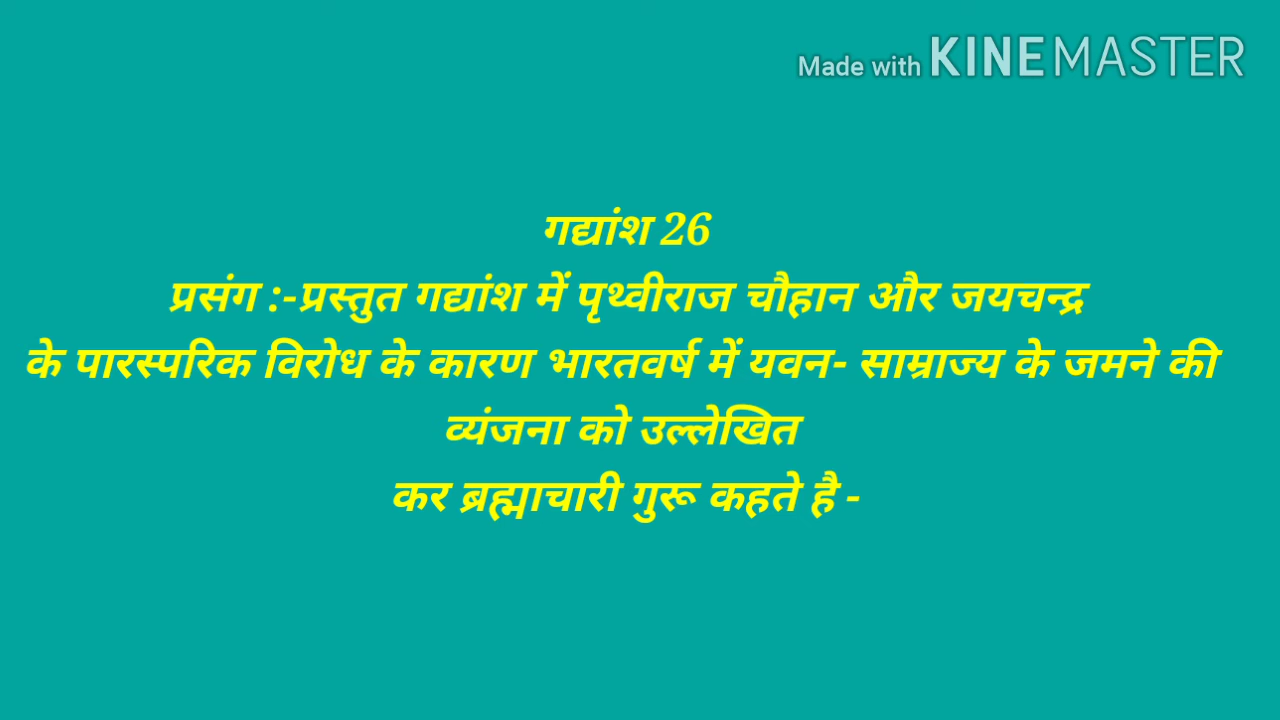 Made with KINEMASTER
गद्यांश 26
प्रसंग :-प्रस्तुत गद्यांश में पृथ्वीराज चौहान और जयचन्द्र
के पारस्परिक विरोध के कारण भारतवर्ष में यवन- साम्राज्य के जमने की
व्यंजना को उल्लेखित
कर ब्रह्माचारी गुरू कहते है -